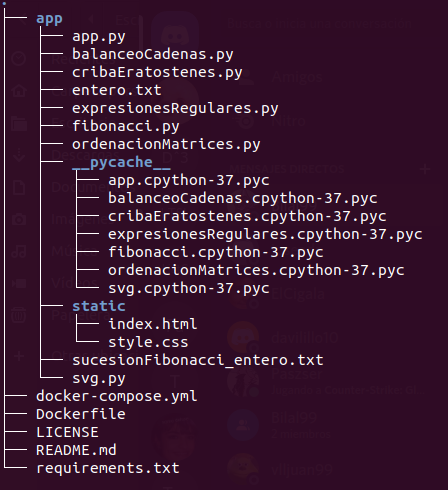 .
├── app
│   ├── app.py
│   ├── balanceoCadenas.py
│   ├── cribaEratostenes.py
│   ├── entero.txt
│   ├── expresionesRegulares.py
│   ├── fibonacci.py
│   ├── ordenacionMatrices.py
│   ├── __pycache__
│   │   ├── app.cpython-37.pyc
│   │   ├── balanceoCadenas.cpython-37.pyc
│   │   ├── cribaEratostenes.cpython-37.pyc
│   │   ├── expresionesRegulares.cpython-37.pyc
│   │   ├── fibonacci.cpython-37.pyc
│   │   ├── ordenacionMatrices.cpython-37.pyc
│   │   └── svg.cpython-37.pyc
│   ├── static
│   │   ├── index.html
│   │   └── style.css
│   ├── sucesionFibonacci_entero.txt
│   └── svg.py
├── docker-compose.yml
├── Dockerfile
├── LICENSE
├── README.md
└── requirements.txt